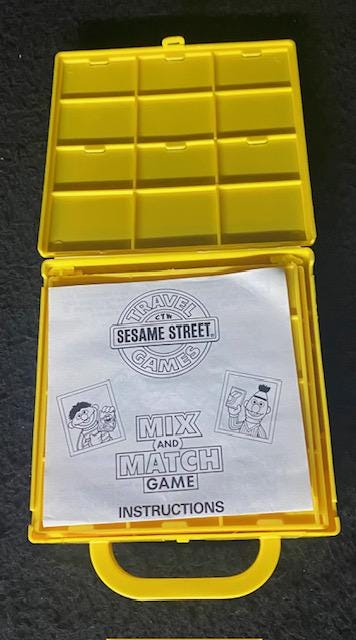 TRAVEL
CTW
SESAME STREET®
GAMES
MIX
(AND)
MATCH
GAME
INSTRUCTIONS